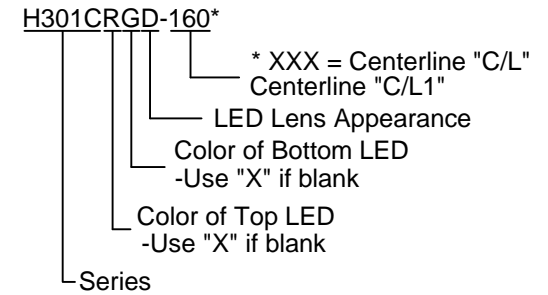 H301CRGD-160*
* XXX = Centerline "C/L"
Centerline "C/L1"
LED Lens Appearance
Color of Bottom LED
-Use "X" if blank
Color of Top LED
-Use "X" if blank
Series